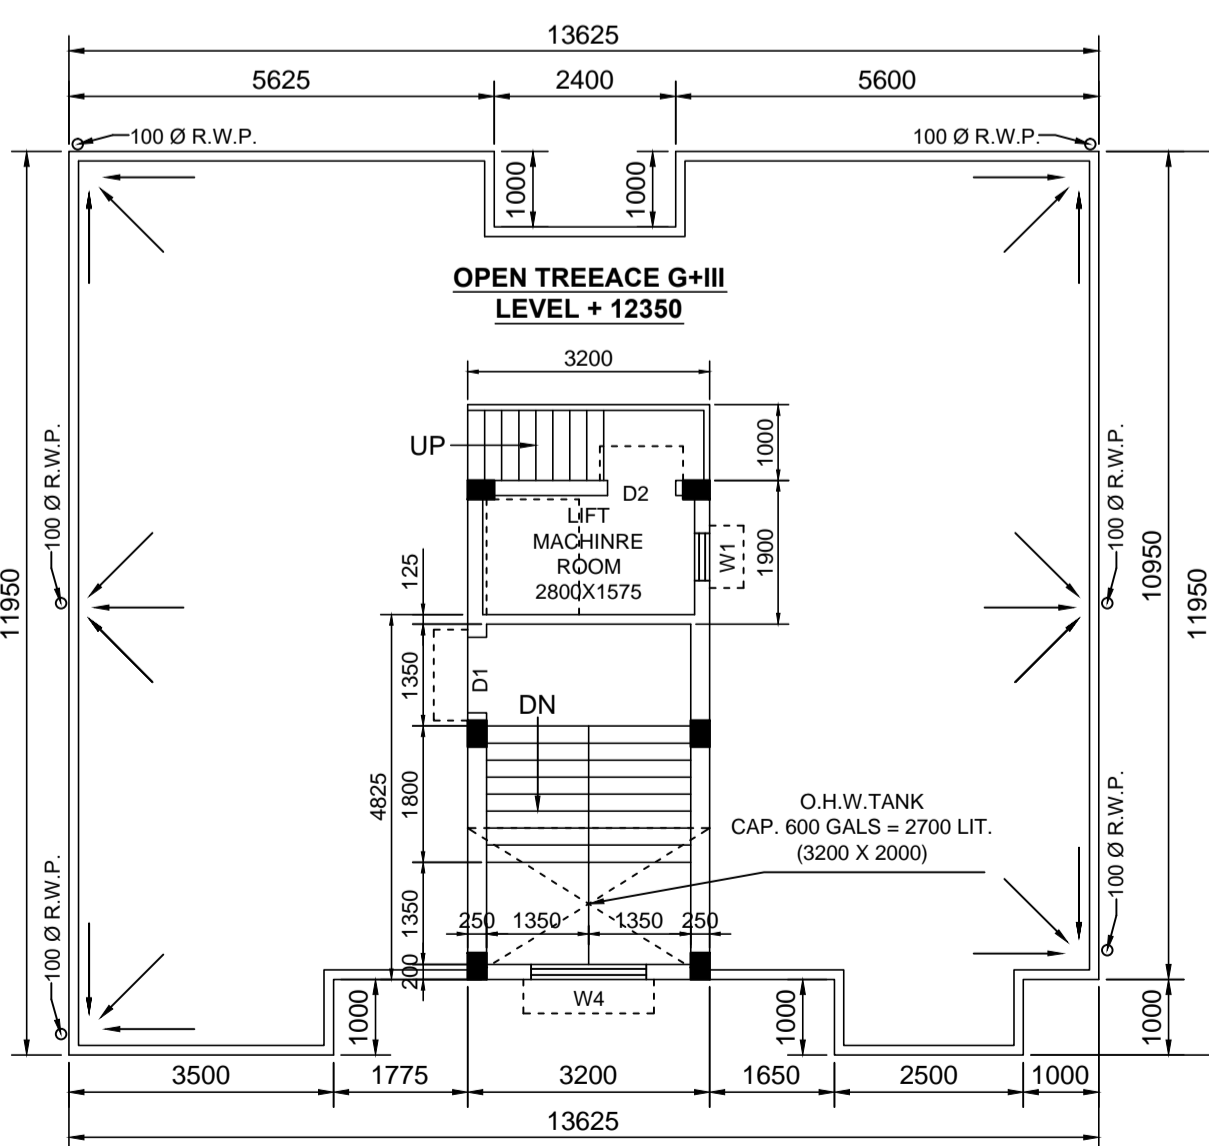 13625
5625 2400 5600
100 Ø R.W.P. 100 Ø R.W.P.
1000 1000
OPEN TREEACE G+III
LEVEL + 12350
3200
UP
1000
D2
LIFT
MACHINRE
ROOM
2800X1575
W1
1900
125
100 Ø R.W.P.
100 Ø R.W.P.
11950
10950
11950
1350
D1
DN
4825
1800
O.H.W.TANK
CAP. 600 GALS = 2700 LIT.
(3200 X 2000)
100 Ø R.W.P.
100 Ø R.W.P.
1350
250 1350 1350 250
200
W4
1000 1000 1000
3500 1775 3200 1650 2500 1000
13625